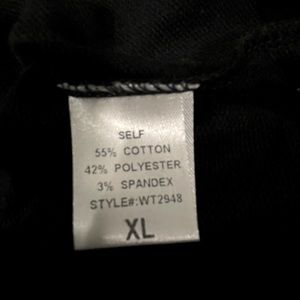 SELF
55% COTTON
42% POLYESTER
3% SPANDEX
STYLE#:WT2948
XL